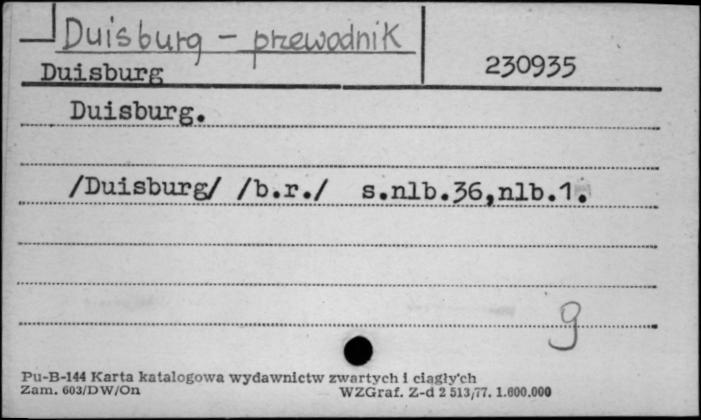 Duisburg - przewodnik
Duisburg 230935
Duisburg.
/Duisburg/ /b.r./ s.nlb.36,nlb.1.
g
Pu-B-144 Karta katalogowa wydawnictw zwartych i ciągłych
Zam. 603/DW/On WZGraf. Z-d 2 513/77. 1.600.000